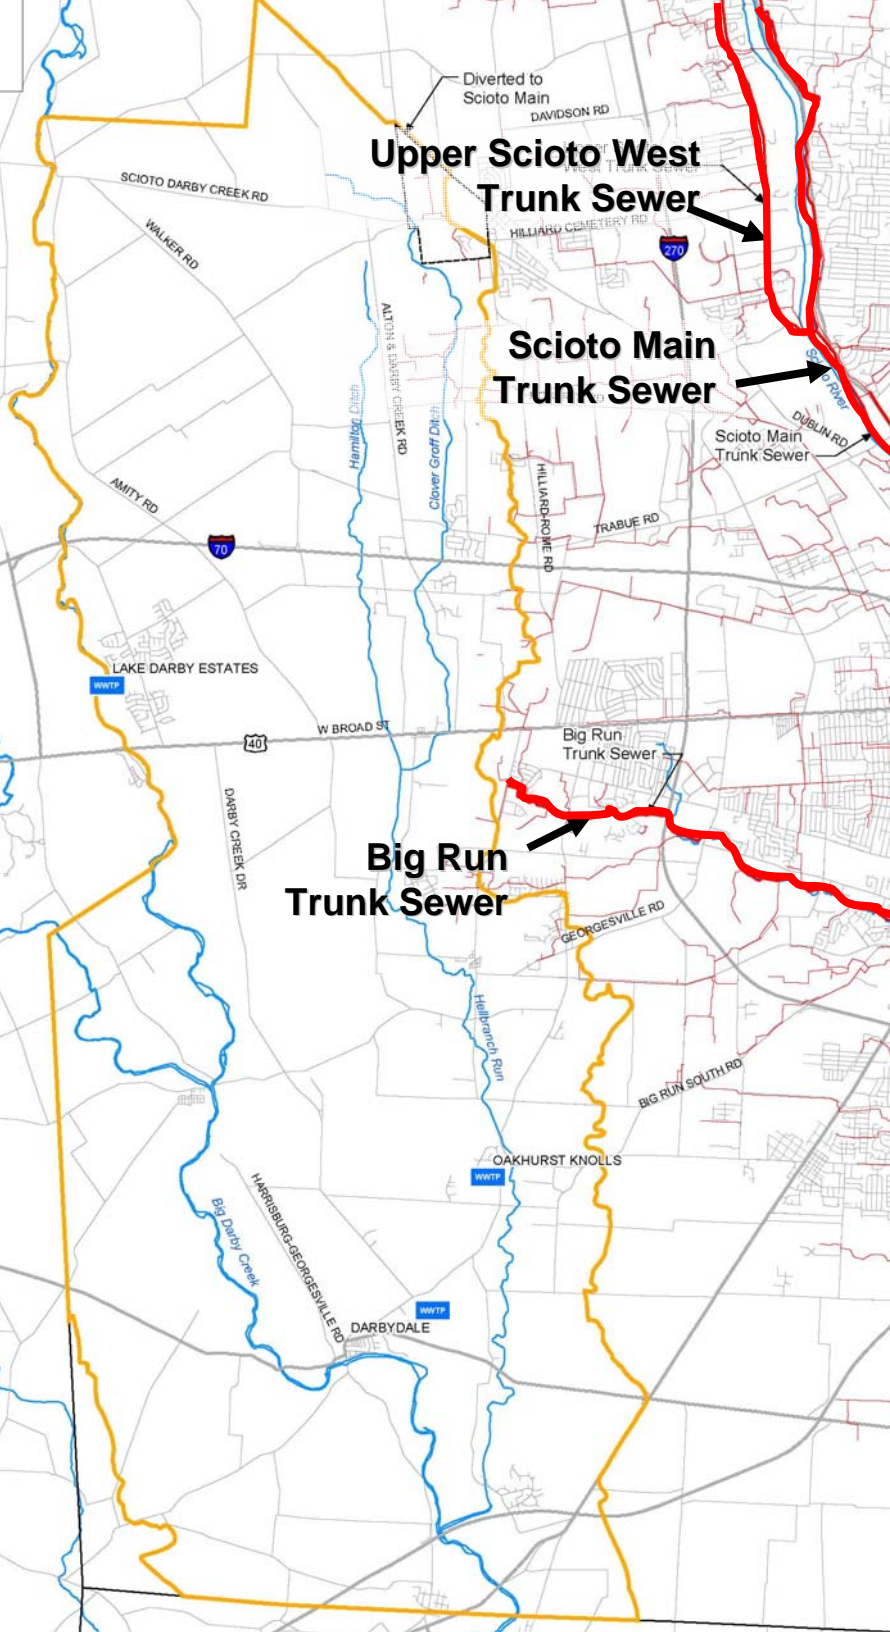 Diverted to
Scioto Main
DAVIDSON RD
Upper Scioto West
Trunk Sewer
SCIOTO DARBY CREEK RD
WALKER RD
HILLIARD CEMETERY RD
270
ALTON & DARBY CREEK RD
Scioto Main
Trunk Sewer
Scioto River
Hamilton Ditch
Clover Groff Ditch
DUBLIN RD
Scioto Main
Trunk Sewer
AMITY RD
HILLIARD-ROME RD
TRABUE RD
70
LAKE DARBY ESTATES
WWTP
W BROAD ST
40
Big Run
Trunk Sewer
DARBY CREEK DR
Big Run
Trunk Sewer
GEORGESVILLE RD
Hellbranch Run
BIG RUN SOUTH RD
OAKHURST KNOLLS
WWTP
HARRISBURG-GEORGESVILLE RD
Big Darby Creek
WWTP
DARBYDALE